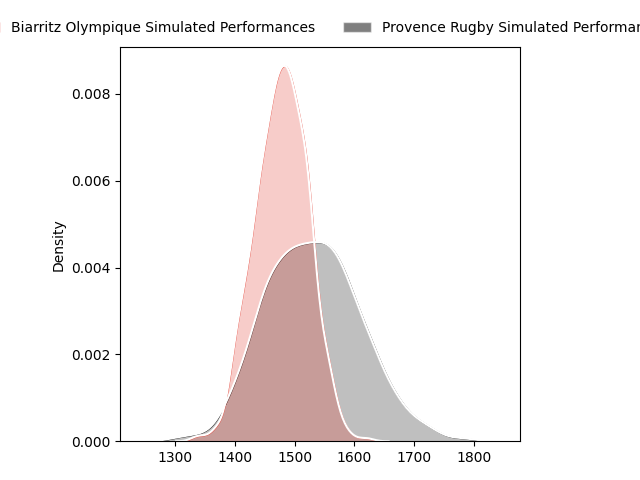 Biarritz Olympique Simulated Performances
Provence Rugby Simulated
0.008
0.006
0.004
0.002
0.000
Density
1300 1400 1500 1600 1700 1800